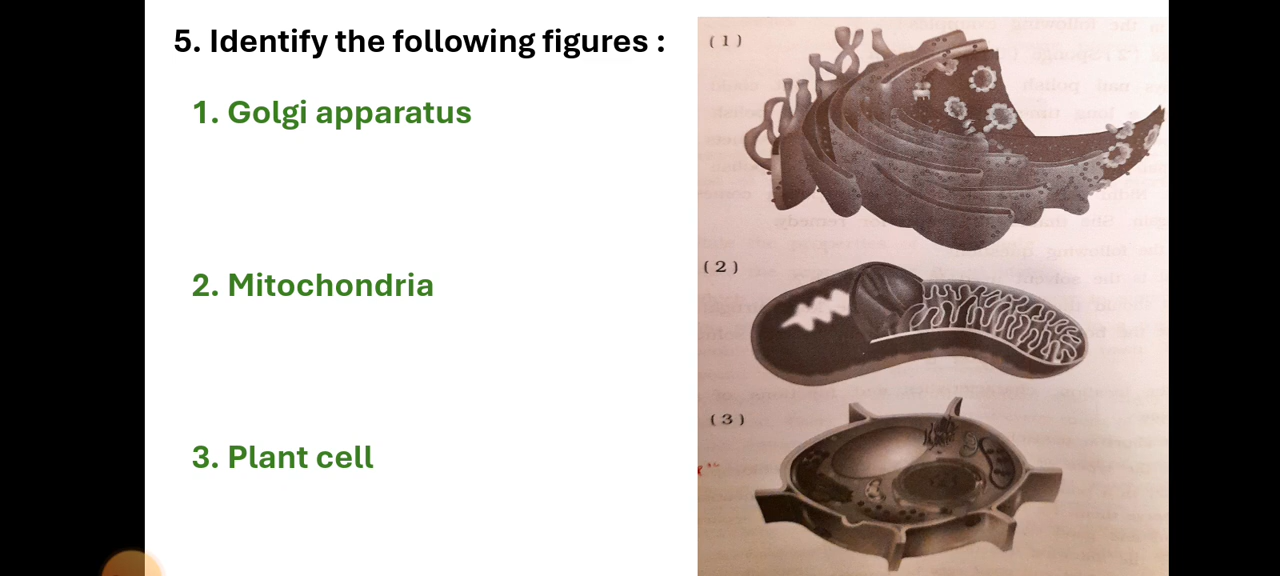 5. Identify the following figures :
1. Golgi apparatus
2. Mitochondria
3. Plant cell
(1)
(2)
(3)